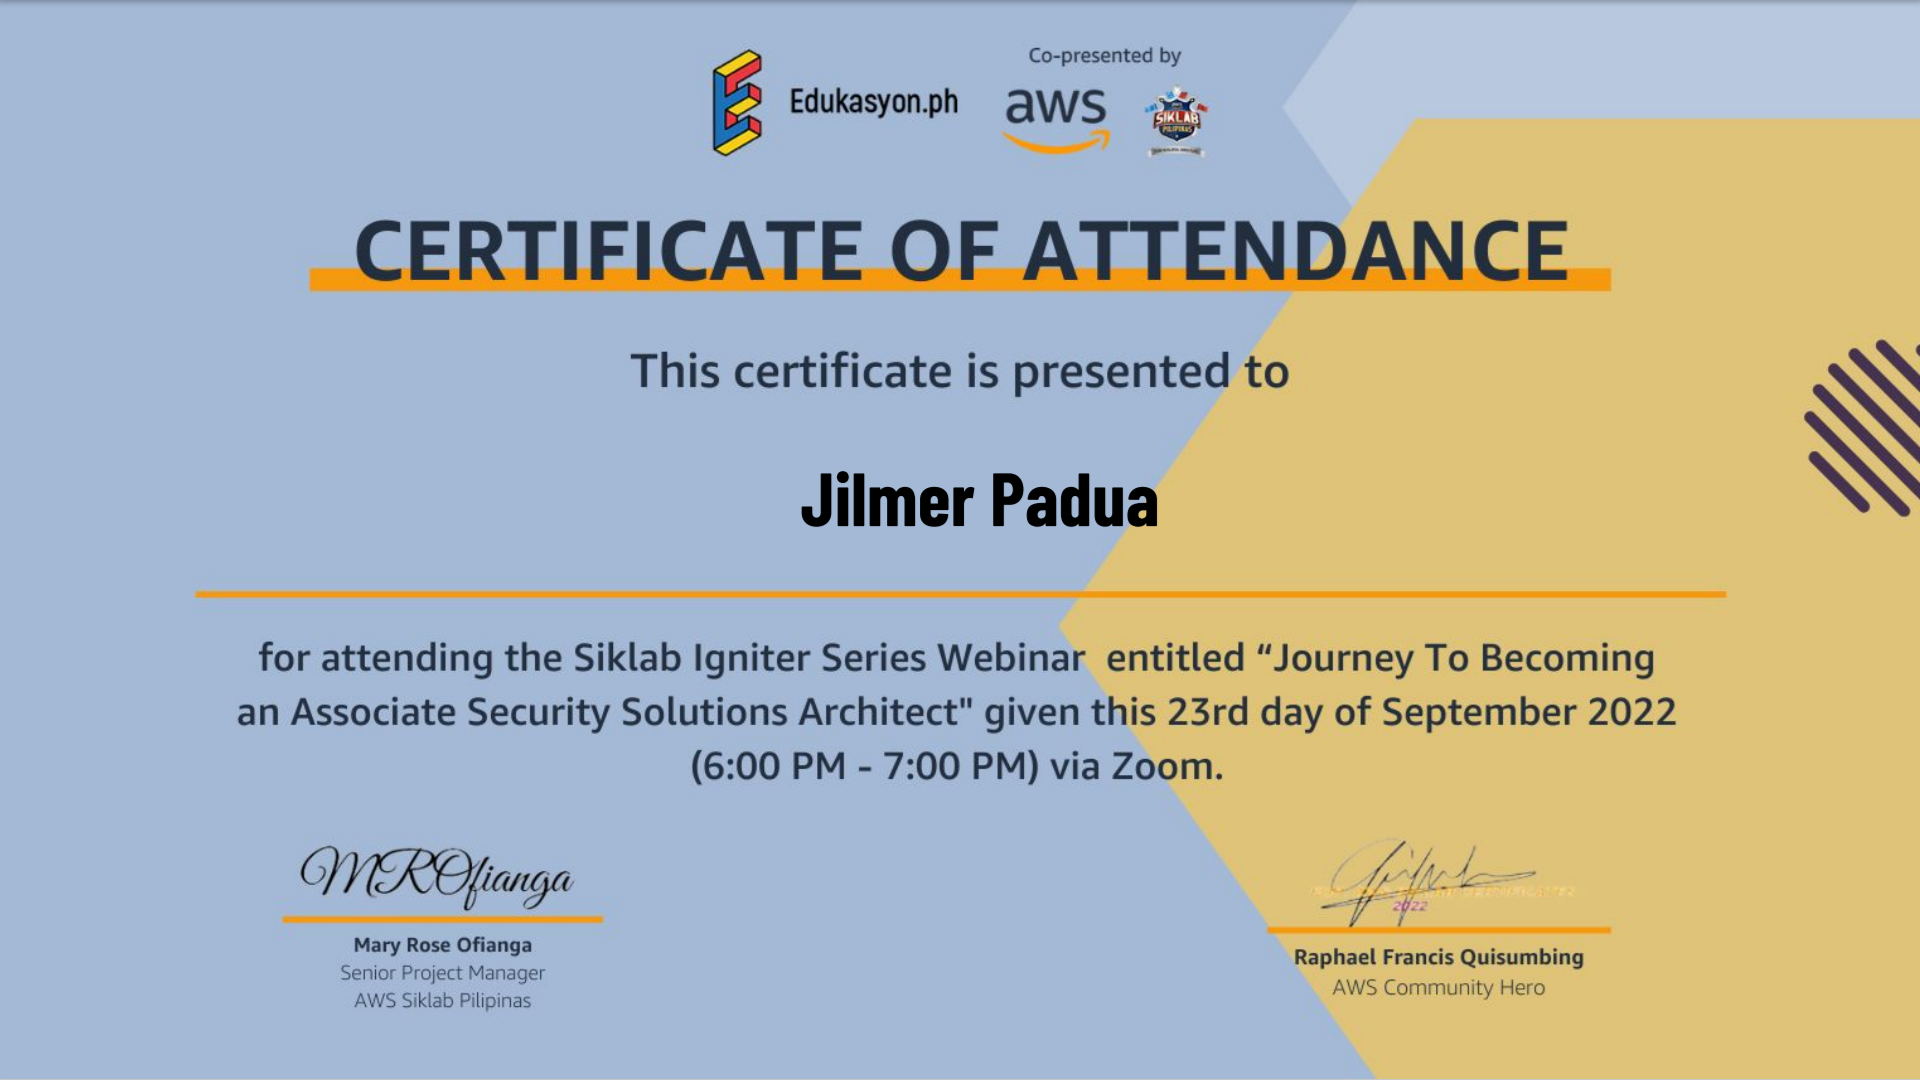 Co-presented by
Edukasyon.ph
aws
SIKLAB
PILIPINAS
CERTIFICATE OF ATTENDANCE
This certificate is presented to
Jilmer Padua
for attending the Siklab Igniter Series Webinar entitled “Journey To Becoming
an Associate Security Solutions Architect" given this 23rd day of September 2022
(6:00 PM - 7:00 PM) via Zoom.
MROfianga
2022
Mary Rose Ofianga
Senior Project Manager
AWS Siklab Pilipinas
Raphael Francis Quisumbing
AWS Community Hero